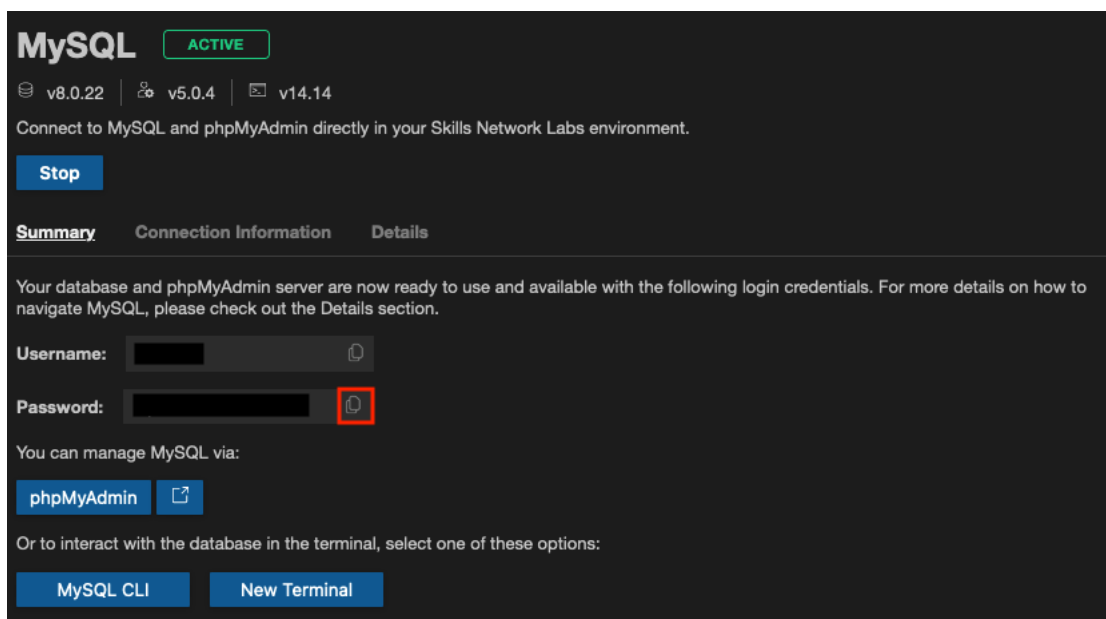 MySQL ACTIVE
v8.0.22 v5.0.4 v14.14
Connect to MySQL and phpMyAdmin directly in your Skills Network Labs environment.
Stop
Summary Connection Information Details
Your database and phpMyAdmin server are now ready to use and available with the following login credentials. For more details on how to
navigate MySQL, please check out the Details section.
Username:
Password:
You can manage MySQL via:
phpMyAdmin
Or to interact with the database in the terminal, select one of these options:
MySQL CLI New Terminal